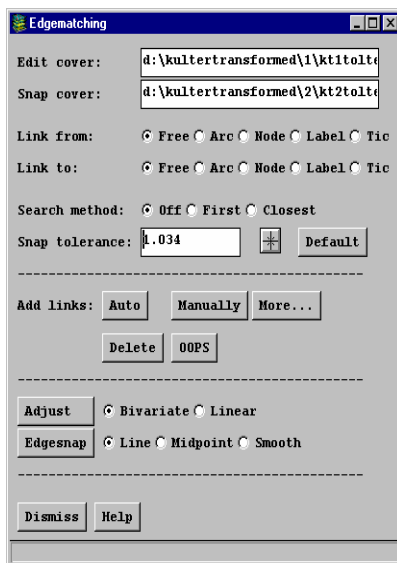 Edgematching
Edit cover: d:\kultertransformed\1\kt1tolte
Snap cover: d:\kultertransformed\2\kt2tolte
Link from: Free Arc Node Label Tic
Link to: Free Arc Node Label Tic
Search method: Off First Closest
Snap tolerance: 1.034 Default
Add links: Auto Manually More...
Delete OOPS
Adjust Bivariate Linear
Edgesnap Line Midpoint Smooth
Dismiss Help